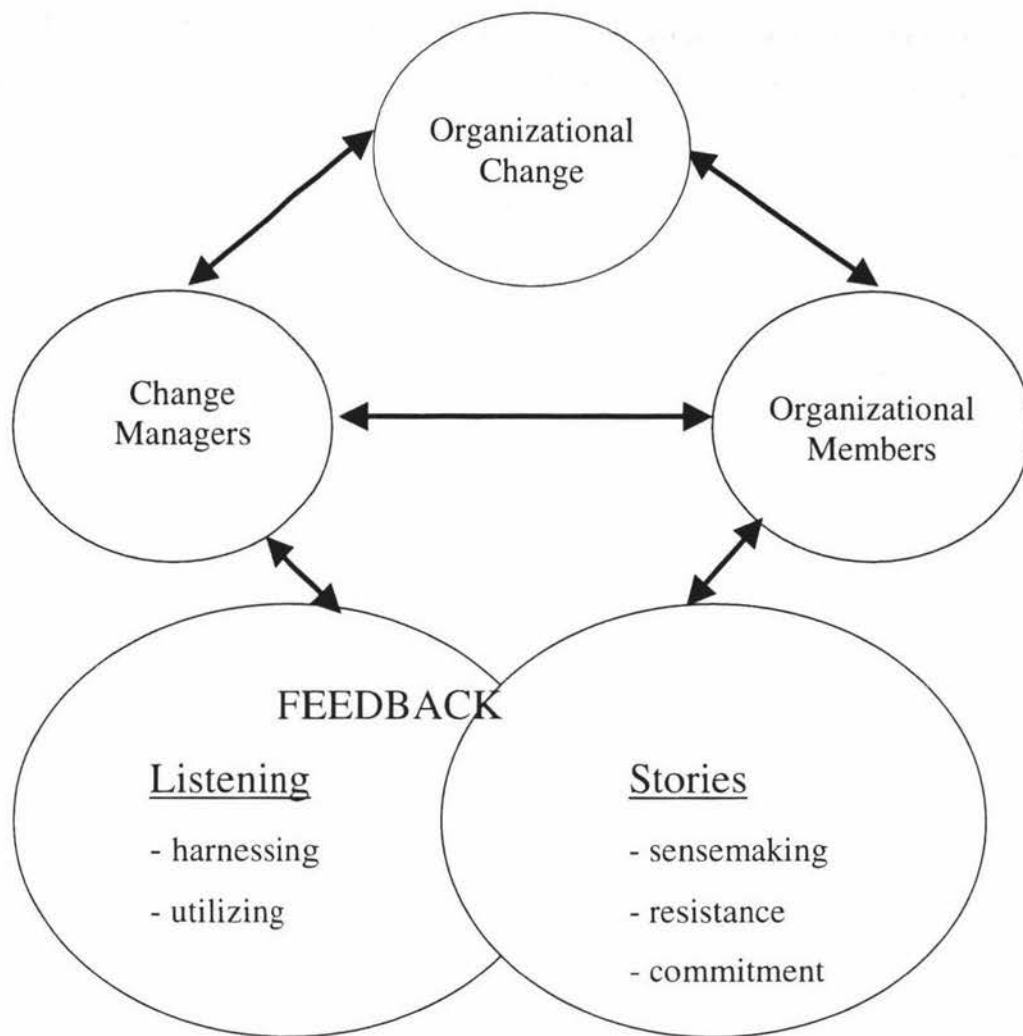 Organizational
Change
Change
Managers
Organizational
Members
FEEDBACK
Listening
- harnessing
- utilizing
Stories
- sensemaking
- resistance
- commitment